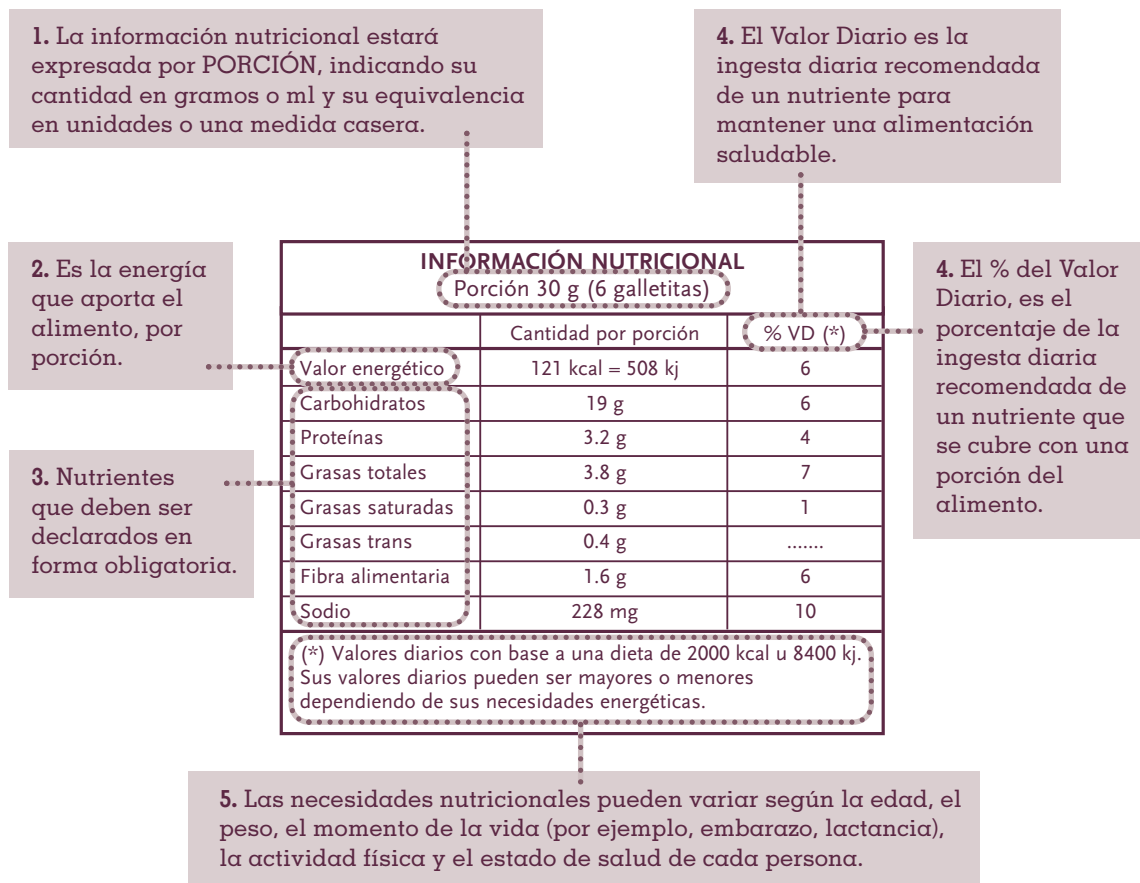 1. La información nutricional estará
expresada por PORCIÓN, indicando su
cantidad en gramos o ml y su equivalencia
en unidades o una medida casera.
4. El Valor Diario es la
ingesta diaria recomendada
de un nutriente para
mantener una alimentación
saludable.
2. Es la energía
que aporta el
alimento, por
porción.
3. Nutrientes
que deben ser
declarados en
forma obligatoria.
INFORMACIÓN NUTRICIONAL
Porción 30 g (6 galletitas)
Cantidad por porción % VD (*)
Valor energético 121 kcal = 508 kj 6
Carbohidratos 19 g 6
Proteínas 3.2 g 4
Grasas totales 3.8 g 7
Grasas saturadas 0.3 g 1
Grasas trans 0.4 g .......
Fibra alimentaria 1.6 g 6
Sodio 228 mg 10
(*) Valores diarios con base a una dieta de 2000 kcal u 8400 kj.
Sus valores diarios pueden ser mayores o menores
dependiendo de sus necesidades energéticas.
4. El % del Valor
Diario, es el
porcentaje de la
ingesta diaria
recomendada de
un nutriente que
se cubre con una
porción del
alimento.
5. Las necesidades nutricionales pueden variar según la edad, el
peso, el momento de la vida (por ejemplo, embarazo, lactancia),
la actividad física y el estado de salud de cada persona.